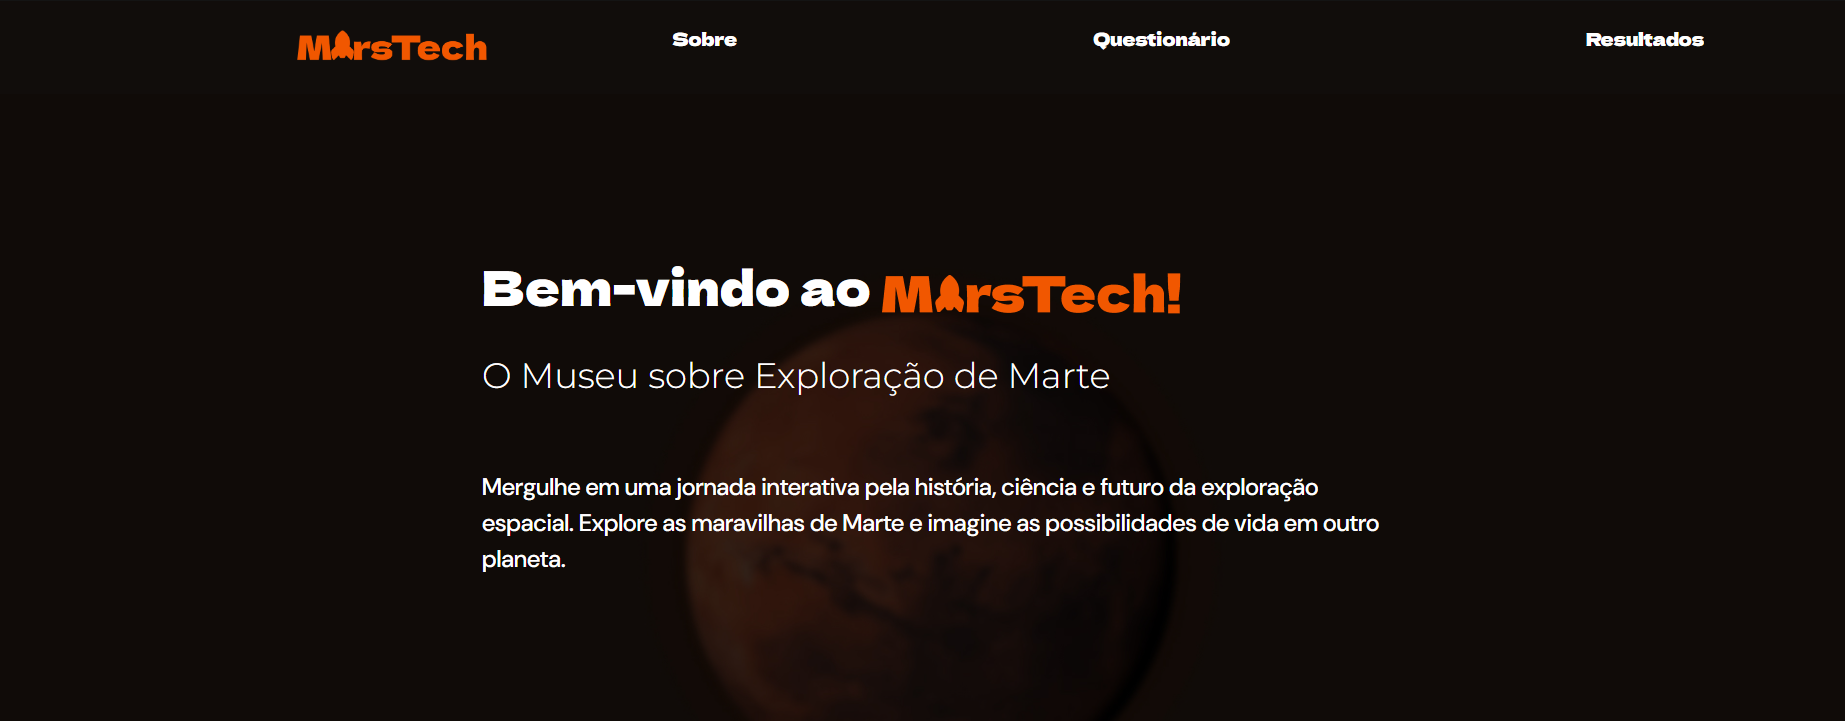 MarsTech
Sobre
Questionário
Resultados
Bem-vindo ao MarsTech!
O Museu sobre Exploração de Marte
Mergulhe em uma jornada interativa pela história, ciência e futuro da exploração
espacial. Explore as maravilhas de Marte e imagine as possibilidades de vida em outro
planeta.